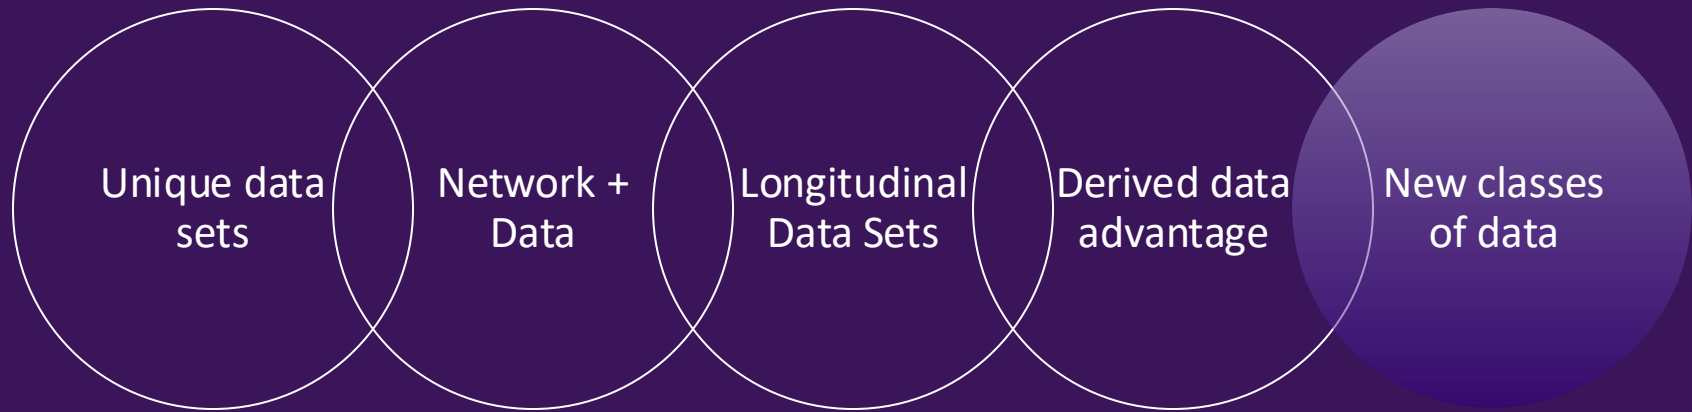 Unique data
sets
Network +
Data
Longitudinal
Data Sets
Derived data
advantage
New classes
of data